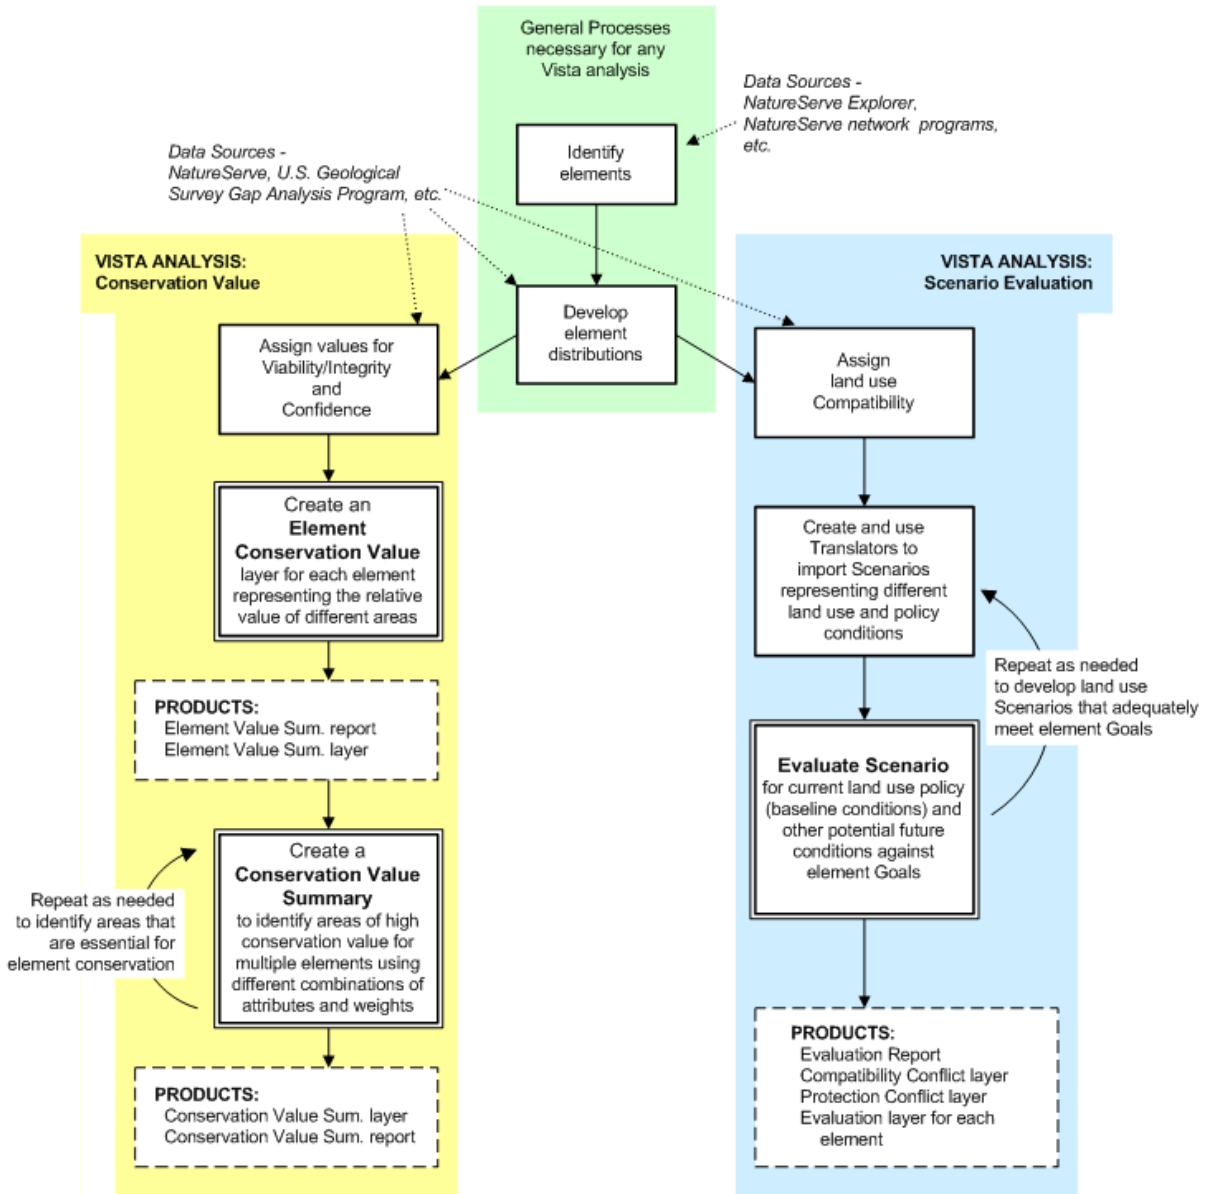 General Processes
necessary for any
Vista analysis
Data Sources -
NatureServe Explorer,
NatureServe network programs,
etc.
Identify
elements
Data Sources -
NatureServe, U.S. Geological
Survey Gap Analysis Program, etc.
VISTA ANALYSIS:
Conservation Value
VISTA ANALYSIS:
Scenario Evaluation
Develop
element
distributions
Assign values for
Viability/Integrity
and
Confidence
Assign
land use
Compatibility
Create an
Element
Conservation Value
layer for each element
representing the relative
value of different areas
Create and use
Translators to
import Scenarios
representing different
land use and policy
conditions
Repeat as needed
to develop land use
Scenarios that adequately
meet element Goals
PRODUCTS:
Element Value Sum. report
Element Value Sum. layer
Evaluate Scenario
for current land use policy
(baseline conditions) and
other potential future
conditions against
element Goals
Create a
Conservation Value
Summary
to identify areas of high
conservation value for
multiple elements using
different combinations of
attributes and weights
Repeat as needed
to identify areas that
are essential for
element conservation
PRODUCTS:
Conservation Value Sum. layer
Conservation Value Sum. report
PRODUCTS:
Evaluation Report
Compatibility Conflict layer
Protection Conflict layer
Evaluation layer for each
element